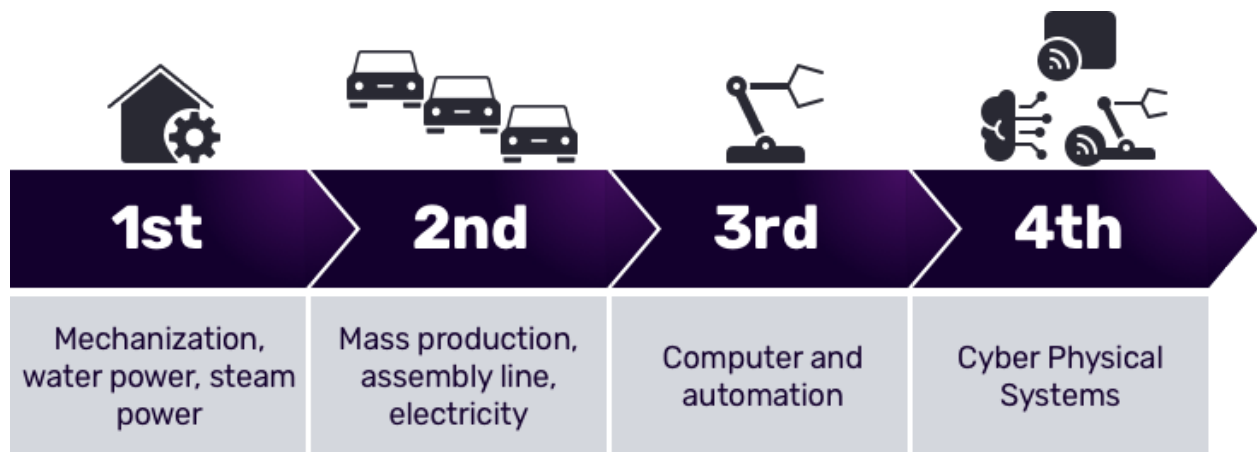 1st
2nd
3rd
4th
Mechanization,
water power, steam
power
Mass production,
assembly line,
electricity
Computer and
automation
Cyber Physical
Systems